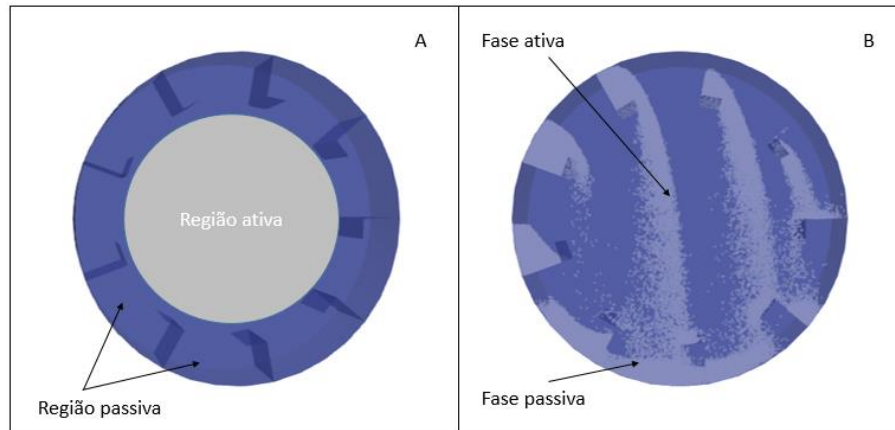 A
Região ativa
Região passiva
Fase ativa
B
Fase passiva